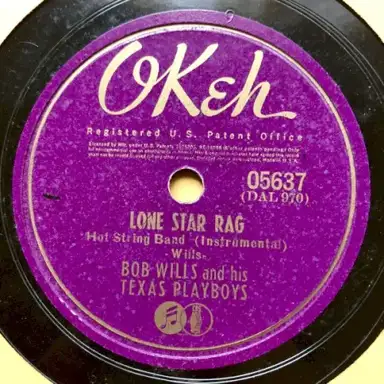 9
OKeh
Registered U.S. Patent Office
05637
(DAL 970)
LONE STAR RAG
Hot String Band (Instrumental)
-Wills-
BOB WILLS and his
TEXAS PLAYBOYS